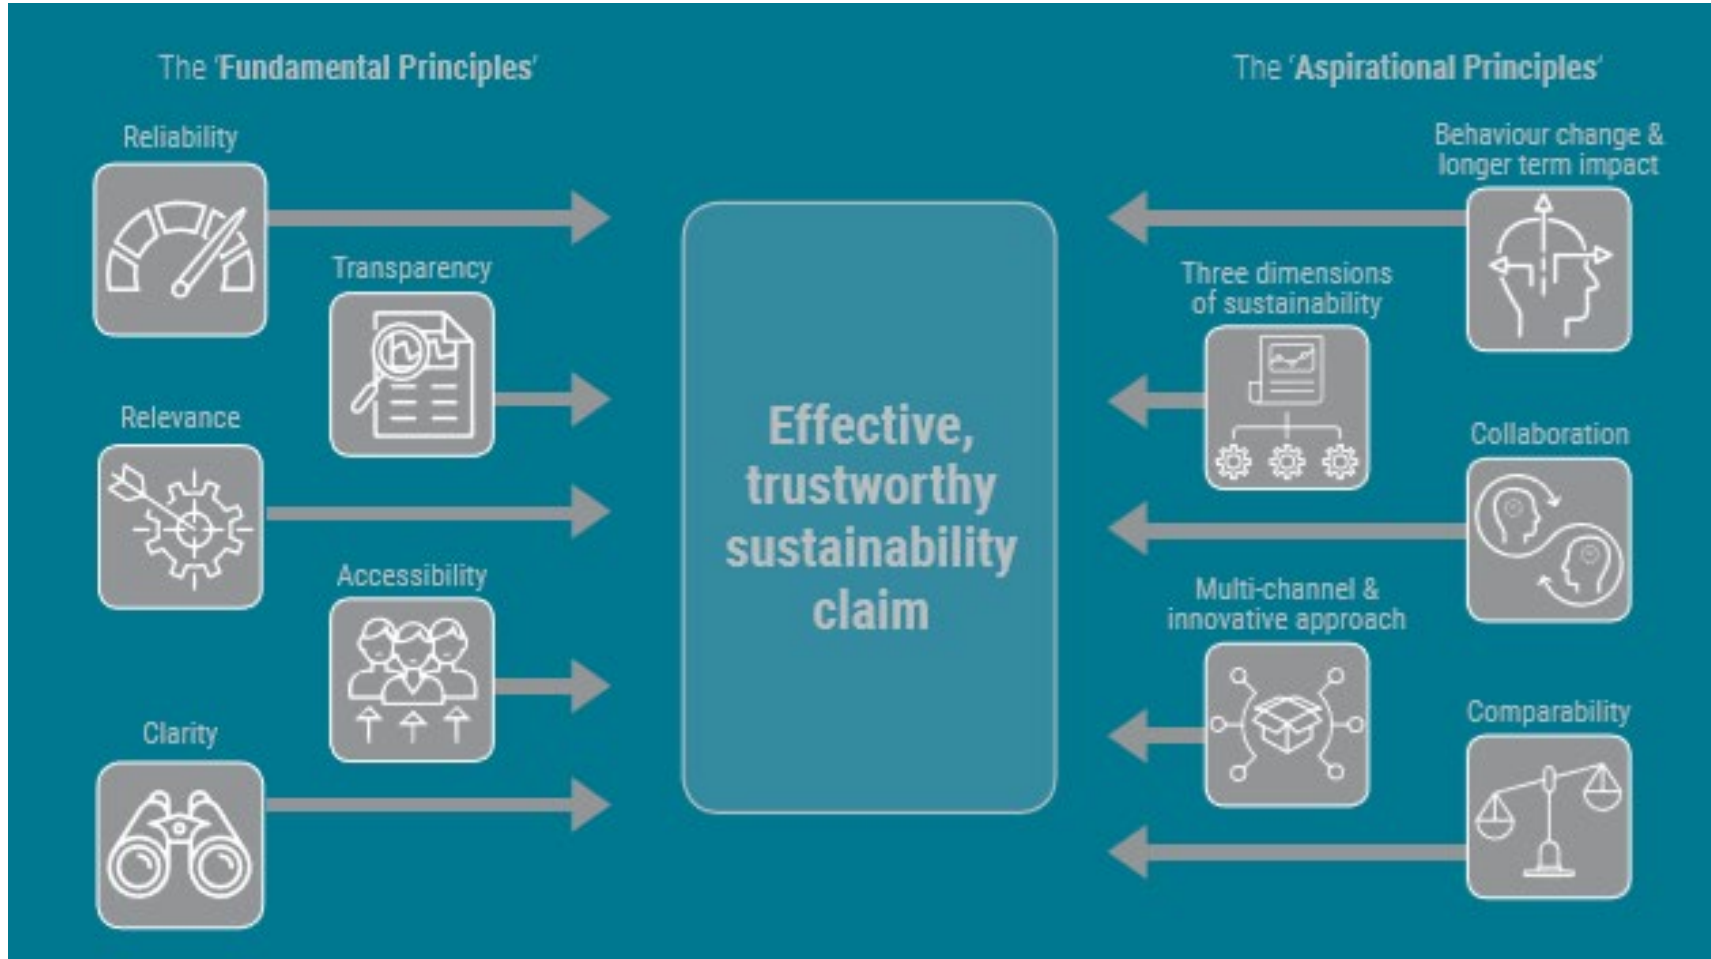 The 'Fundamental Principles'
Reliability
Transparency
Relevance
Accessibility
Clarity
Effective,
trustworthy
sustainability
claim
The 'Aspirational Principles'
Behaviour change &
longer term impact
Three dimensions
of sustainability
Collaboration
Multi-channel &
innovative approach
Comparability